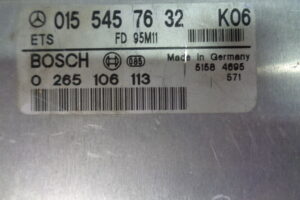 015 545 76 32 K06
ETS FD 95M11
BOSCH 085 Made in Germany
0 265 106 113 5158 4695
571